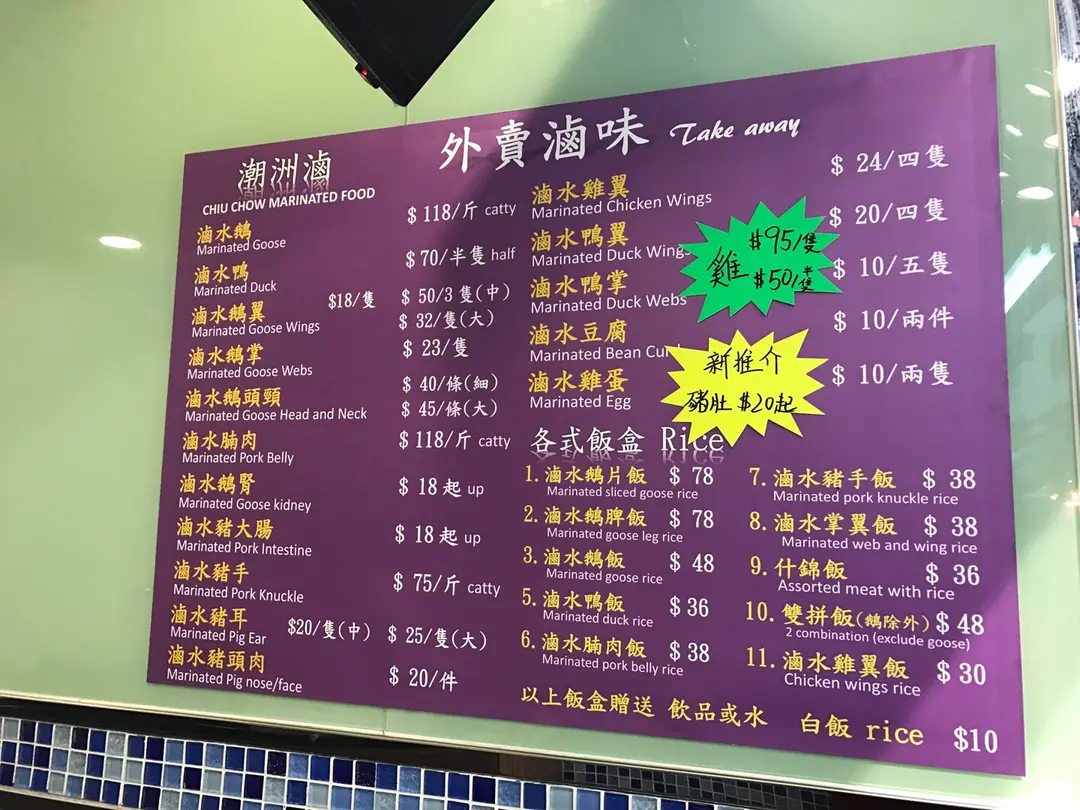 外賣滷味 Take away
潮洲滷
CHIU CHOW MARINATED FOOD
滷水鵝 $ 118/斤 catty
Marinated Goose
滷水鴨 $ 70/半隻 half
Marinated Duck
滷水鵝翼 $18/隻 $ 50/3 隻(中)
Marinated Goose Wings $ 32/隻(大)
滷水鵝掌 $ 23/隻
Marinated Goose Webs
滷水鵝頭頸 $ 40/條(細)
Marinated Goose Head and Neck $ 45/條(大)
滷水腩肉 $ 118/斤 catty
Marinated Pork Belly
滷水鵝腎 $ 18 起 up
Marinated Goose kidney
滷水豬大腸 $ 18 起 up
Marinated Pork Intestine
滷水豬手 $ 75/斤 catty
Marinated Pork Knuckle
滷水豬耳 $20/隻(中) $ 25/隻(大)
Marinated Pig Ear
滷水豬頭肉 $ 20/件
Marinated Pig nose/face
滷水雞翼 $ 24/四隻
Marinated Chicken Wings
滷水鴨翼 $ 20/四隻
Marinated Duck Wings
滷水鴨掌 $ 10/五隻
Marinated Duck Webs
滷水豆腐 $ 10/兩件
Marinated Bean Curd
滷水雞蛋 $ 10/兩隻
Marinated Egg
雞 $95/隻
$50/半隻
新推介
豬肚 $20起
各式飯盒 Rice
1. 滷水鵝片飯 $ 78
Marinated sliced goose rice
2. 滷水鵝脾飯 $ 78
Marinated goose leg rice
3. 滷水鵝飯 $ 48
Marinated goose rice
5. 滷水鴨飯 $ 36
Marinated duck rice
6. 滷水腩肉飯 $ 38
Marinated pork belly rice
7. 滷水豬手飯 $ 38
Marinated pork knuckle rice
8. 滷水掌翼飯 $ 38
Marinated web and wing rice
9. 什錦飯 $ 36
Assorted meat with rice
10. 雙拼飯(鵝除外) $ 48
2 combination (exclude goose)
11. 滷水雞翼飯 $ 30
Chicken wings rice
以上飯盒贈送 飲品或水 白飯 rice $10